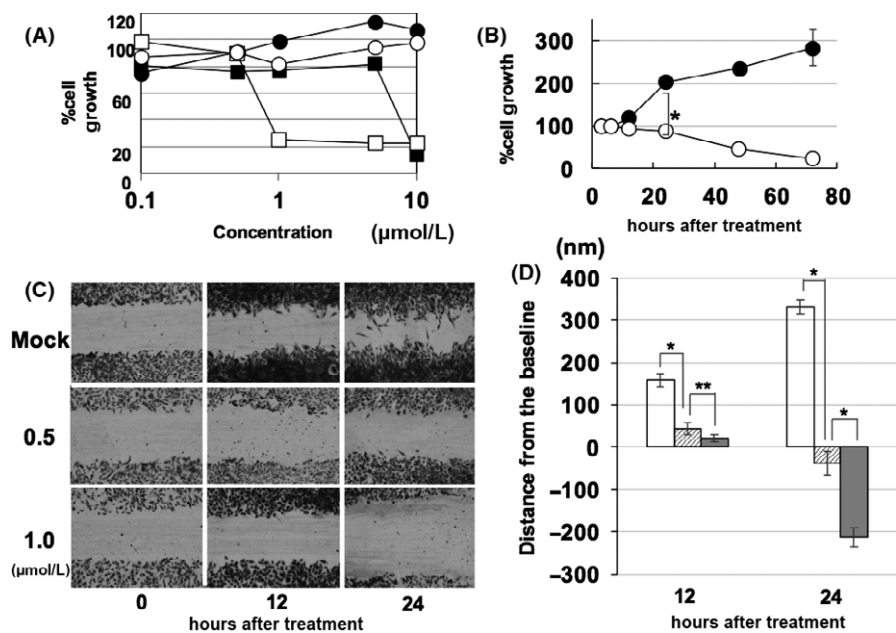 (A)
120
100
60
20
0
%cell
growth
0.1
1
10
Concentration
(μmol/L)
(B)
300
200
100
0
%cell growth
*
0
20
40
60
80
hours after treatment
(C)
Mock
0.5
1.0
(μmol/L)
0
12
24
hours after treatment
(D)
(nm)
400
300
200
100
0
−100
−200
−300
Distance from the baseline
*
**
*
*
12
24
hours after treatment